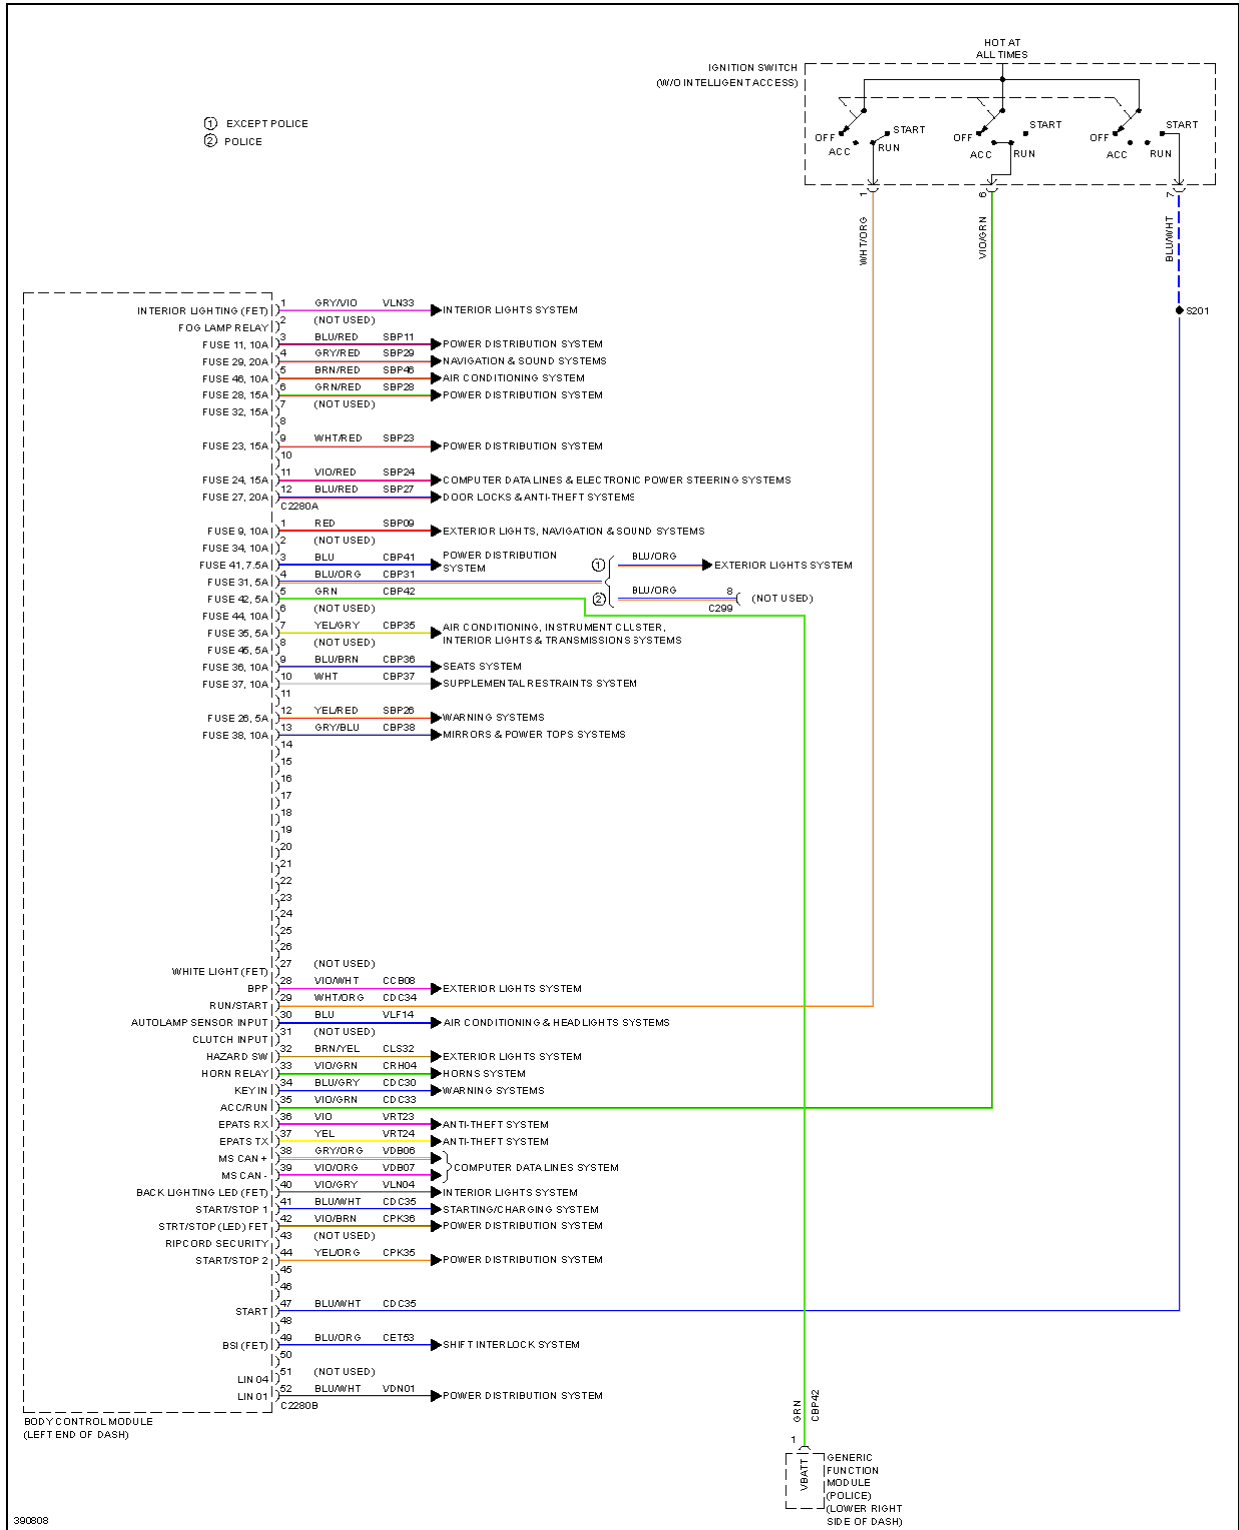 HOT AT
ALL TIMES
IGNITION SWITCH
(W/O INTELLIGENT ACCESS)
1 EXCEPT POLICE
2 POLICE
OFF ACC RUN START
OFF ACC RUN START
OFF ACC RUN START
1 6 7
WHT/ORG VIO/GRN BLU/WHT
S201
INTERIOR LIGHTING (FET) 1 GRY/VIO VLN33 INTERIOR LIGHTS SYSTEM
FOG LAMP RELAY 2 (NOT USED)
FUSE 11, 10A 3 BLU/RED SBP11 POWER DISTRIBUTION SYSTEM
FUSE 29, 20A 4 GRY/RED SBP29 NAVIGATION & SOUND SYSTEMS
FUSE 46, 10A 5 BRN/RED SBP46 AIR CONDITIONING SYSTEM
FUSE 28, 15A 6 GRN/RED SBP28 POWER DISTRIBUTION SYSTEM
FUSE 32, 15A 7 (NOT USED)
8
FUSE 23, 15A 9 WHT/RED SBP23 POWER DISTRIBUTION SYSTEM
10
FUSE 24, 15A 11 VIO/RED SBP24 COMPUTER DATA LINES & ELECTRONIC POWER STEERING SYSTEMS
FUSE 27, 20A 12 BLU/RED SBP27 DOOR LOCKS & ANTI-THEFT SYSTEMS
C2280A
FUSE 9, 10A 1 RED SBP09 EXTERIOR LIGHTS, NAVIGATION & SOUND SYSTEMS
FUSE 34, 10A 2 (NOT USED)
FUSE 41, 7.5A 3 BLU CBP41 POWER DISTRIBUTION
SYSTEM
1 BLU/ORG EXTERIOR LIGHTS SYSTEM
FUSE 31, 5A 4 BLU/ORG CBP31
2 BLU/ORG 8 (NOT USED)
C299
FUSE 42, 5A 5 GRN CBP42
FUSE 44, 10A 6 (NOT USED)
FUSE 35, 5A 7 YEL/GRY CBP35 AIR CONDITIONING, INSTRUMENT CLUSTER,
INTERIOR LIGHTS & TRANSMISSIONS SYSTEMS
FUSE 45, 5A 8 (NOT USED)
FUSE 36, 10A 9 BLU/BRN CBP36 SEATS SYSTEM
FUSE 37, 10A 10 WHT CBP37 SUPPLEMENTAL RESTRAINTS SYSTEM
11
FUSE 26, 5A 12 YEL/RED SBP26 WARNING SYSTEMS
FUSE 38, 10A 13 GRY/BLU CBP38 MIRRORS & POWER TOPS SYSTEMS
14
15
16
17
18
19
20
21
22
23
24
25
26
WHITE LIGHT (FET) 27 (NOT USED)
BPP 28 VIO/WHT CCB08 EXTERIOR LIGHTS SYSTEM
RUN/START 29 WHT/ORG CDC34
AUTOLAMP SENSOR INPUT 30 BLU VLF14 AIR CONDITIONING & HEADLIGHTS SYSTEMS
CLUTCH INPUT 31 (NOT USED)
HAZARD SW 32 BRN/YEL CLS32 EXTERIOR LIGHTS SYSTEM
HORN RELAY 33 VIO/GRN CRH04 HORNS SYSTEM
KEY IN 34 BLU/GRY CDC30 WARNING SYSTEMS
ACC/RUN 35 VIO/GRN CDC33
EPATS RX 36 VIO VRT23 ANTI-THEFT SYSTEM
EPATS TX 37 YEL VRT24 ANTI-THEFT SYSTEM
MS CAN + 38 GRY/ORG VDB06
COMPUTER DATA LINES SYSTEM
MS CAN - 39 VIO/ORG VDB07
BACK LIGHTING LED (FET) 40 VIO/GRY VLN04 INTERIOR LIGHTS SYSTEM
START/STOP 1 41 BLU/WHT CDC35 STARTING/CHARGING SYSTEM
STRT/STOP (LED) FET 42 VIO/BRN CPK36 POWER DISTRIBUTION SYSTEM
RIPCORD SECURITY 43 (NOT USED)
START/STOP 2 44 YEL/ORG CPK35 POWER DISTRIBUTION SYSTEM
45
46
START 47 BLU/WHT CDC35
48
BSI (FET) 49 BLU/ORG CET53 SHIFT INTERLOCK SYSTEM
50
LIN 04 51 (NOT USED)
LIN 01 52 BLU/WHT VDN01 POWER DISTRIBUTION SYSTEM
C2280B
BODY CONTROL MODULE
(LEFT END OF DASH)
GRN CBP42
1
VBATT
GENERIC
FUNCTION
MODULE
(POLICE)
(LOWER RIGHT
SIDE OF DASH)
390808